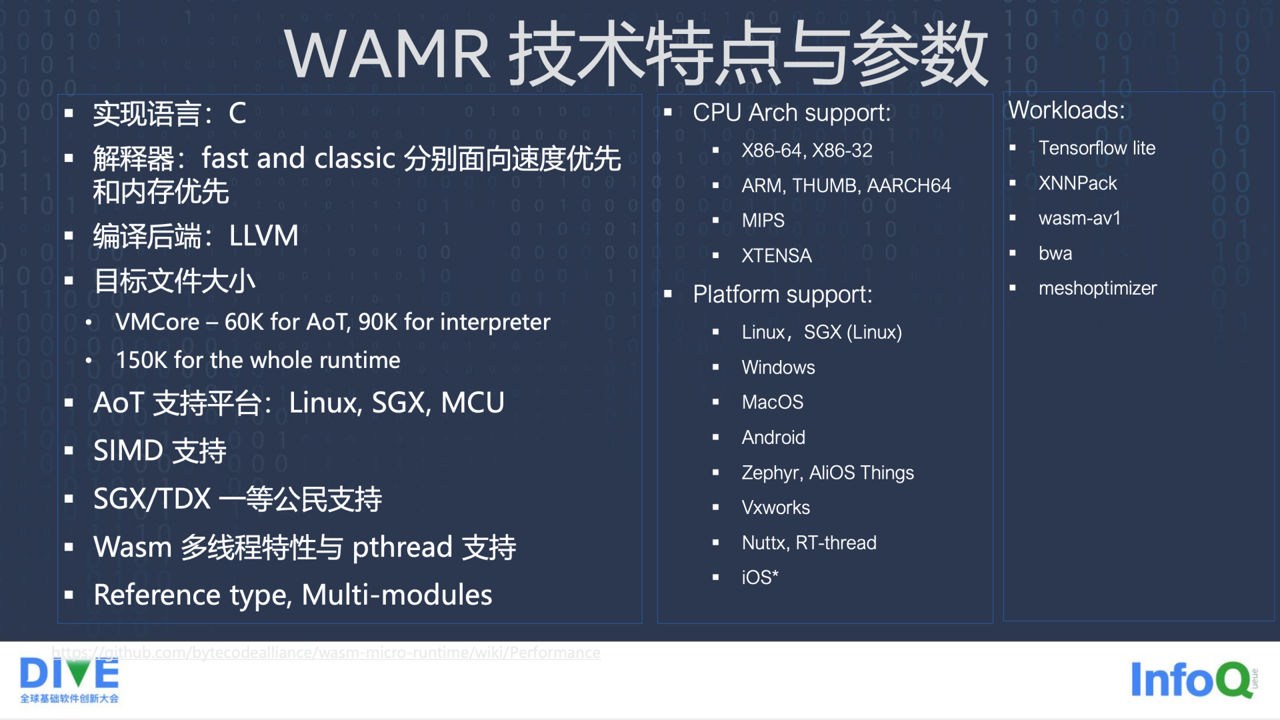 WAMR 技术特点与参数
实现语言：C
解释器：fast and classic 分别面向速度优先
和内存优先
编译后端：LLVM
目标文件大小
VMCore – 60K for AoT, 90K for interpreter
150K for the whole runtime
AoT 支持平台：Linux, SGX, MCU
SIMD 支持
SGX/TDX 一等公民支持
Wasm 多线程特性与 pthread 支持
Reference type, Multi-modules
CPU Arch support:
X86-64, X86-32
ARM, THUMB, AARCH64
MIPS
XTENSA
Platform support:
Linux，SGX (Linux)
Windows
MacOS
Android
Zephyr, AliOS Things
Vxworks
Nuttx, RT-thread
iOS*
Workloads:
Tensorflow lite
XNNPack
wasm-av1
bwa
meshoptimizer
https://github.com/bytecodealliance/wasm-micro-runtime/wiki/Performance
DIVE
全球基础软件创新大会
InfoQ
ueue